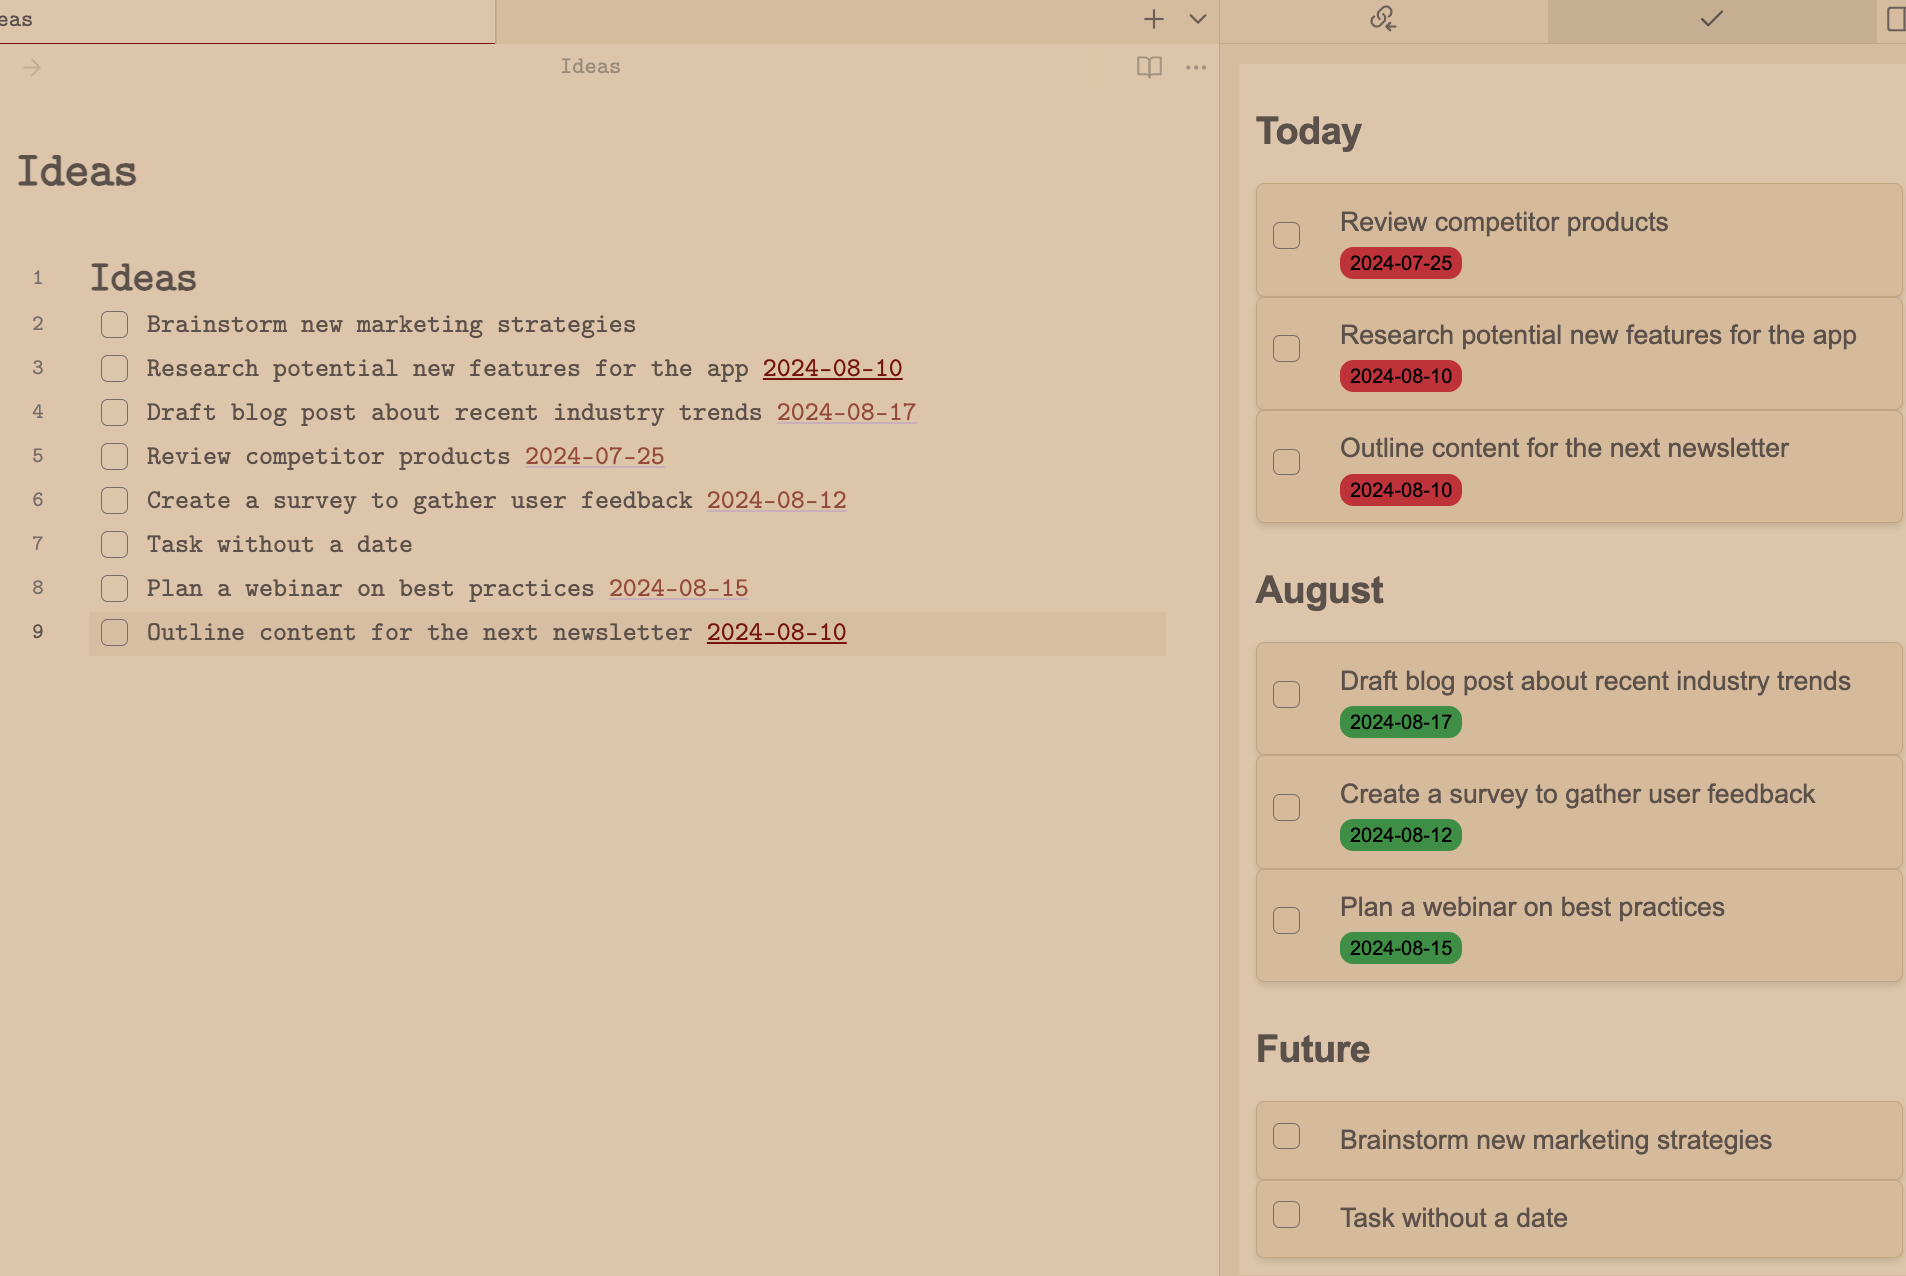 eas
Ideas
Ideas
1 Ideas
2 Brainstorm new marketing strategies
3 Research potential new features for the app 2024-08-10
4 Draft blog post about recent industry trends 2024-08-17
5 Review competitor products 2024-07-25
6 Create a survey to gather user feedback 2024-08-12
7 Task without a date
8 Plan a webinar on best practices 2024-08-15
9 Outline content for the next newsletter 2024-08-10
Today
Review competitor products
2024-07-25
Research potential new features for the app
2024-08-10
Outline content for the next newsletter
2024-08-10
August
Draft blog post about recent industry trends
2024-08-17
Create a survey to gather user feedback
2024-08-12
Plan a webinar on best practices
2024-08-15
Future
Brainstorm new marketing strategies
Task without a date